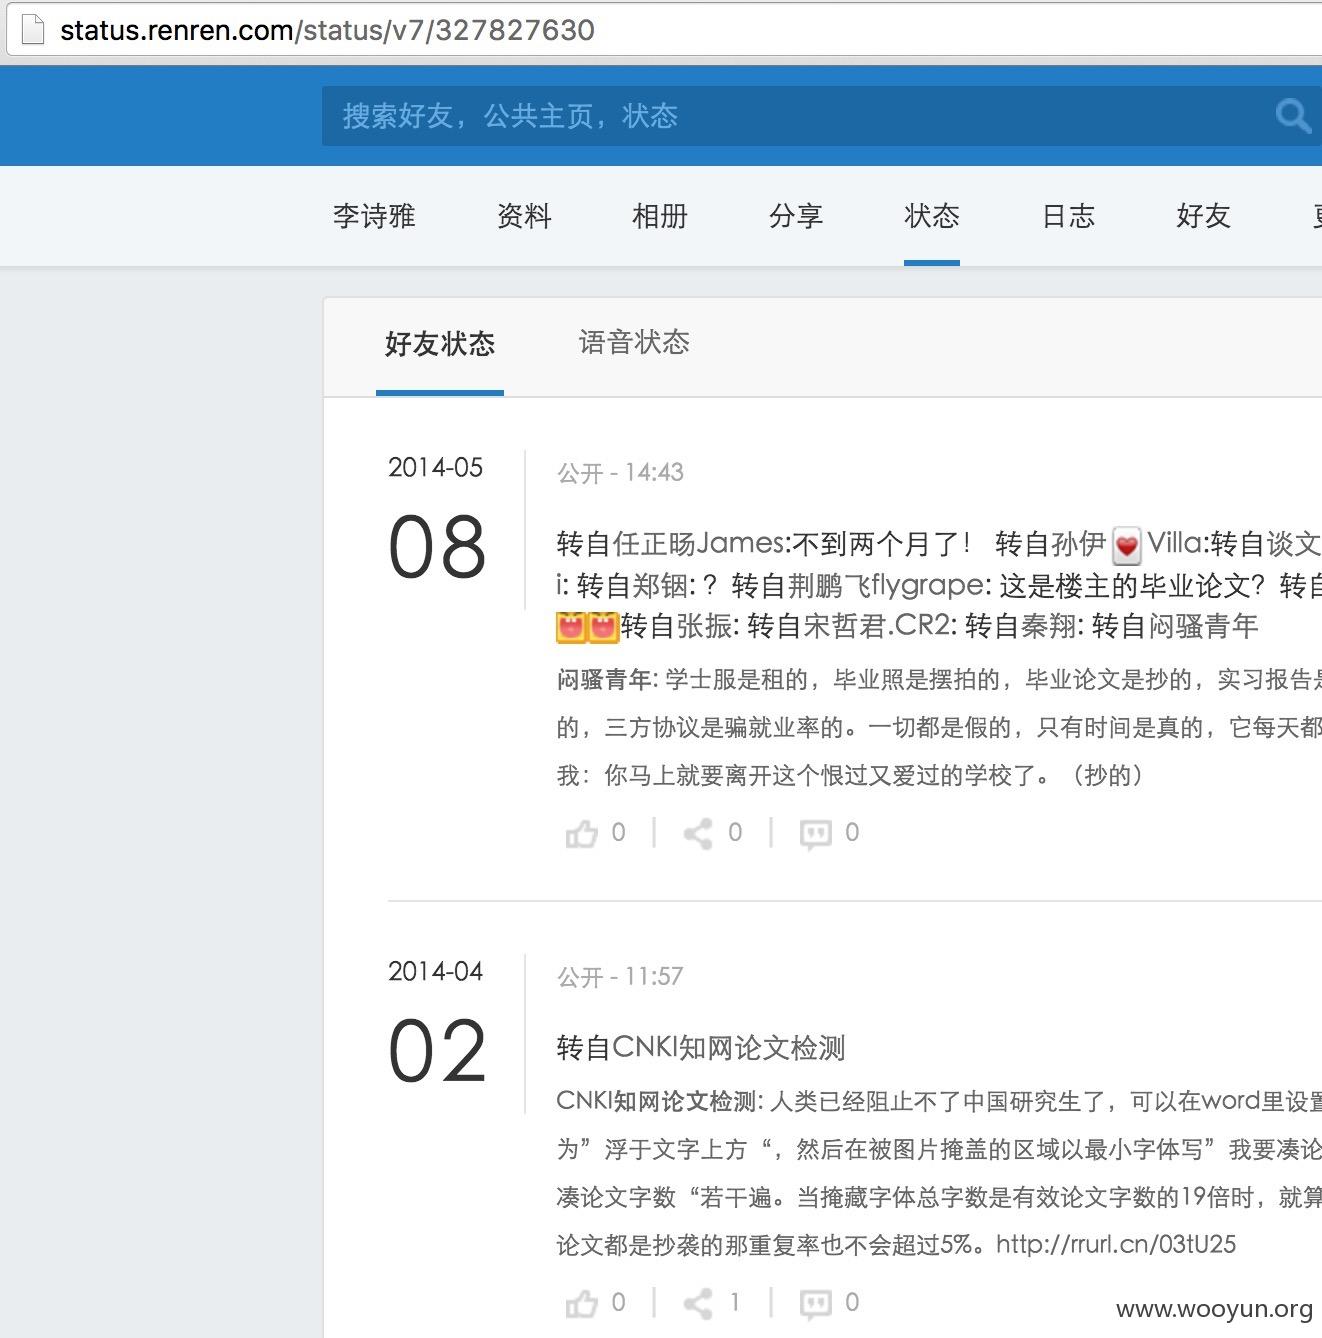 status.renren.com/status/v7/327827630
搜索好友，公共主页，状态
李诗雅 资料 相册 分享 状态 日志 好友
好友状态 语音状态
2014-05
08
公开 - 14:43
转自任正旸James:不到两个月了！ 转自孙伊Villa:转自谈文
i: 转自郑铟: ？ 转自荆鹏飞flygrape: 这是楼主的毕业论文？转自
转自张振: 转自宋哲君.CR2: 转自秦翔: 转自闷骚青年
闷骚青年: 学士服是租的，毕业照是摆拍的，毕业论文是抄的，实习报告是
的，三方协议是骗就业率的。一切都是假的，只有时间是真的，它每天都
我：你马上就要离开这个恨过又爱过的学校了。（抄的）
0 0 0
2014-04
02
公开 - 11:57
转自CNKI知网论文检测
CNKI知网论文检测: 人类已经阻止不了中国研究生了，可以在word里设置
为”浮于文字上方“，然后在被图片掩盖的区域以最小字体写”我要凑论
凑论文字数“若干遍。当掩藏字体总字数是有效论文字数的19倍时，就算
论文都是抄袭的那重复率也不会超过5%。http://rrurl.cn/03tU25
0 1 0
www.wooyun.org